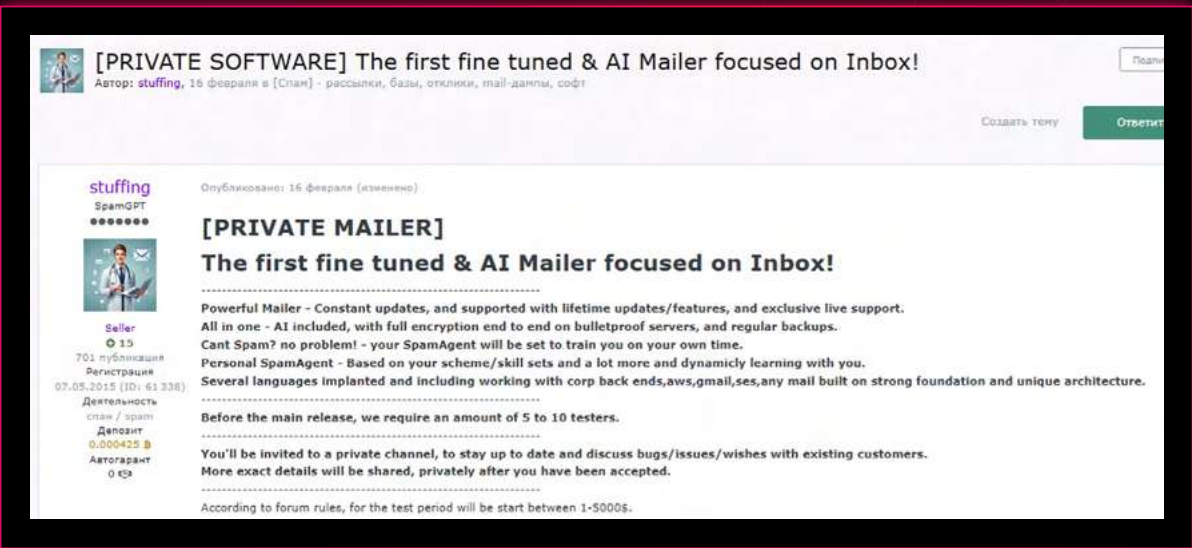 [PRIVATE SOFTWARE] The first fine tuned & AI Mailer focused on Inbox!
Автор: stuffing, 16 февраля в [Спам] - рассылки, базы, отклики, mail-дампы, софт
Создать тему
Ответит
stuffing
SpamGPT
Seller
15
701 публикация
Регистрация
07.05.2015 (ID: 61 338)
Деятельность
спам / spam
Депозит
0.000425 ₿
Автогарант
0
Опубликовано: 16 февраля (изменено)
[PRIVATE MAILER]
The first fine tuned & AI Mailer focused on Inbox!
------------------------------------------------------------
Powerful Mailer - Constant updates, and supported with lifetime updates/features, and exclusive live support.
All in one - AI included, with full encryption end to end on bulletproof servers, and regular backups.
Cant Spam? no problem! - your SpamAgent will be set to train you on your own time.
Personal SpamAgent - Based on your scheme/skill sets and a lot more and dynamicly learning with you.
Several languages implanted and including working with corp back ends,aws,gmail,ses,any mail built on strong foundation and unique architecture.
------------------------------------------------------------
Before the main release, we require an amount of 5 to 10 testers.
------------------------------------------------------------
You'll be invited to a private channel, to stay up to date and discuss bugs/issues/wishes with existing customers.
More exact details will be shared, privately after you have been accepted.
------------------------------------------------------------
According to forum rules, for the test period will be start between 1-5000$.